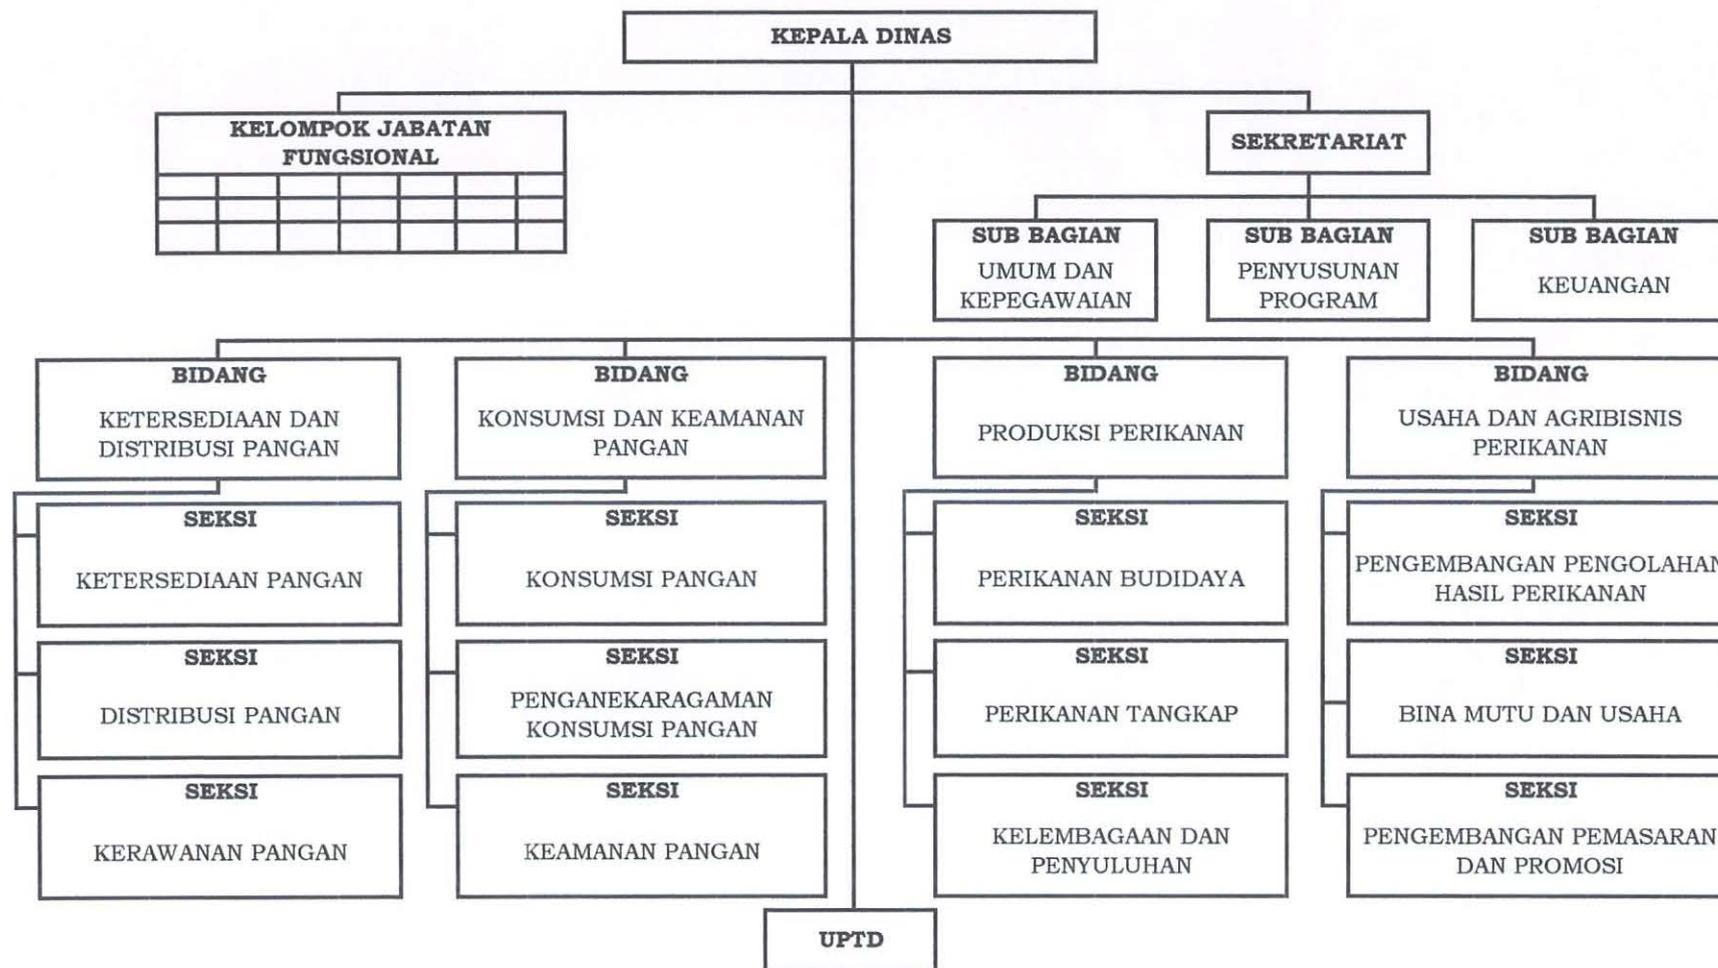 KEPALA DINAS
KELOMPOK JABATAN
FUNGSIONAL
SEKRETARIAT
SUB BAGIAN
UMUM DAN
KEPEGAWAIAN
SUB BAGIAN
PENYUSUNAN
PROGRAM
SUB BAGIAN
KEUANGAN
BIDANG
KETERSEDIAAN DAN
DISTRIBUSI PANGAN
BIDANG
KONSUMSI DAN KEAMANAN
PANGAN
BIDANG
PRODUKSI PERIKANAN
BIDANG
USAHA DAN AGRIBISNIS
PERIKANAN
SEKSI
KETERSEDIAAN PANGAN
SEKSI
KONSUMSI PANGAN
SEKSI
PERIKANAN BUDIDAYA
SEKSI
PENGEMBANGAN PENGOLAHAN
HASIL PERIKANAN
SEKSI
DISTRIBUSI PANGAN
SEKSI
PENGANEKARAGAMAN
KONSUMSI PANGAN
SEKSI
PERIKANAN TANGKAP
SEKSI
BINA MUTU DAN USAHA
SEKSI
KERAWANAN PANGAN
SEKSI
KEAMANAN PANGAN
SEKSI
KELEMBAGAAN DAN
PENYULUHAN
SEKSI
PENGEMBANGAN PEMASARAN
DAN PROMOSI
UPTD